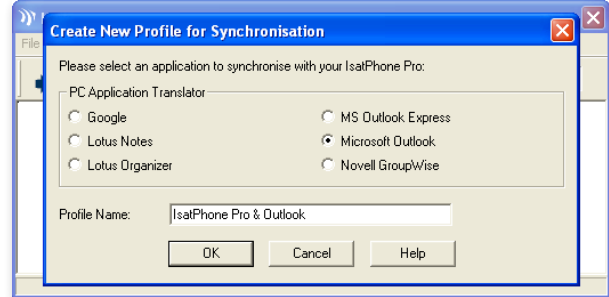 Create New Profile for Synchronisation
File
Please select an application to synchronise with your IsatPhone Pro:
PC Application Translator
Google
MS Outlook Express
Lotus Notes
Microsoft Outlook
Lotus Organizer
Novell GroupWise
Profile Name: IsatPhone Pro & Outlook
OK Cancel Help